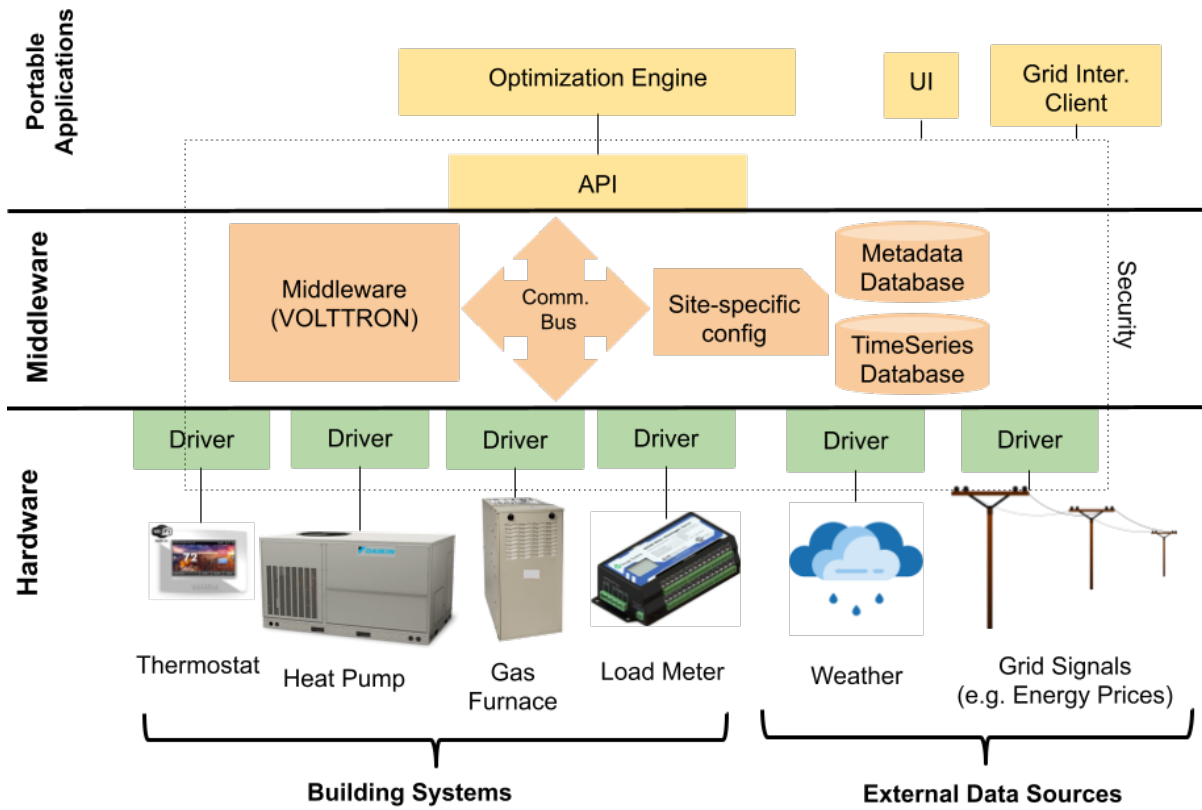 Portable
Applications
Optimization Engine
UI
Grid Inter.
Client
API
Middleware
Middleware
(VOLTTRON)
Comm.
Bus
Site-specific
config
Metadata
Database
TimeSeries
Database
Security
Hardware
Driver
Driver
Driver
Driver
Driver
Driver
72
DAIKIN
Thermostat
Heat Pump
Gas
Furnace
Load Meter
Weather
Grid Signals
(e.g. Energy Prices)
Building Systems
External Data Sources